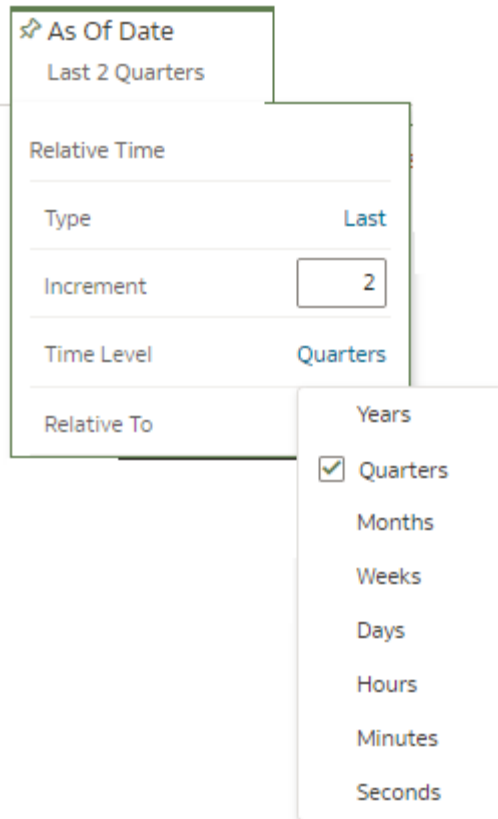 As Of Date
Last 2 Quarters
Relative Time
Type Last
Increment 2
Time Level Quarters
Relative To
Years
Quarters
Months
Weeks
Days
Hours
Minutes
Seconds